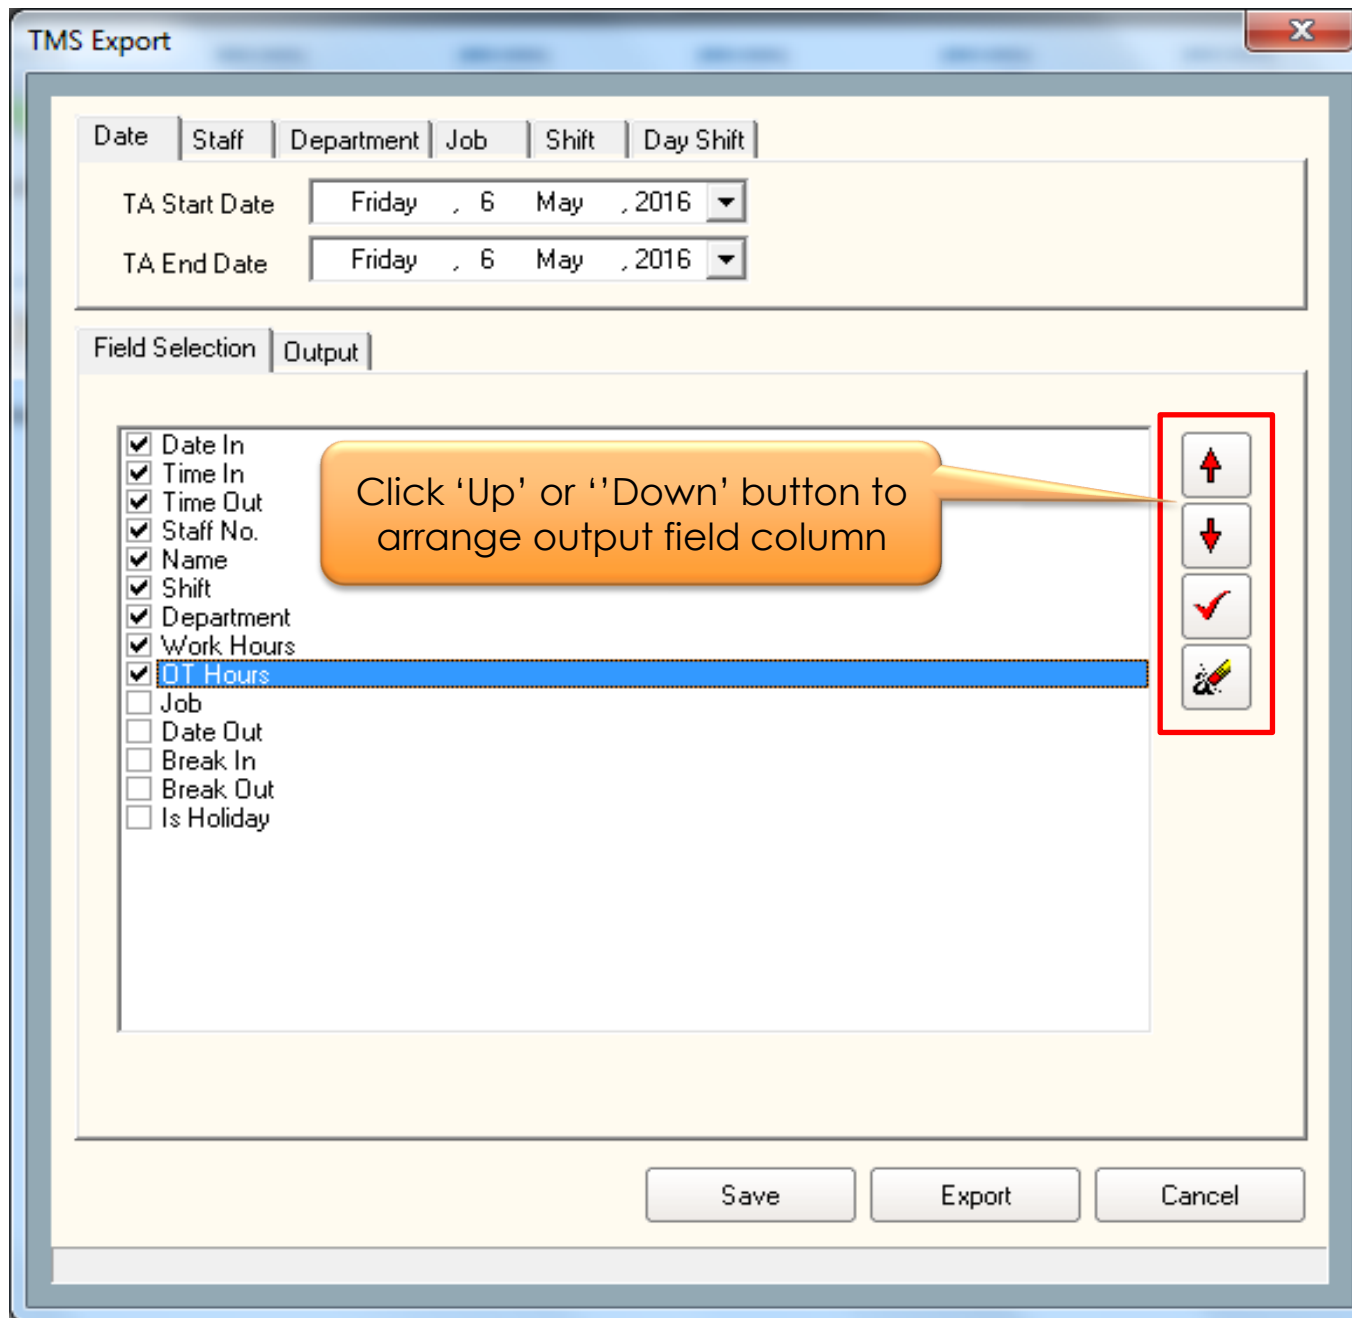 TMS Export
x
Date Staff Department Job Shift Day Shift
TA Start Date Friday , 6 May , 2016
TA End Date Friday , 6 May , 2016
Field Selection Output
Date In
Time In
Time Out
Staff No.
Name
Shift
Department
Work Hours
OT Hours
Job
Date Out
Break In
Break Out
Is Holiday
Click ‘Up’ or ‘’Down’ button to
arrange output field column
Save Export Cancel